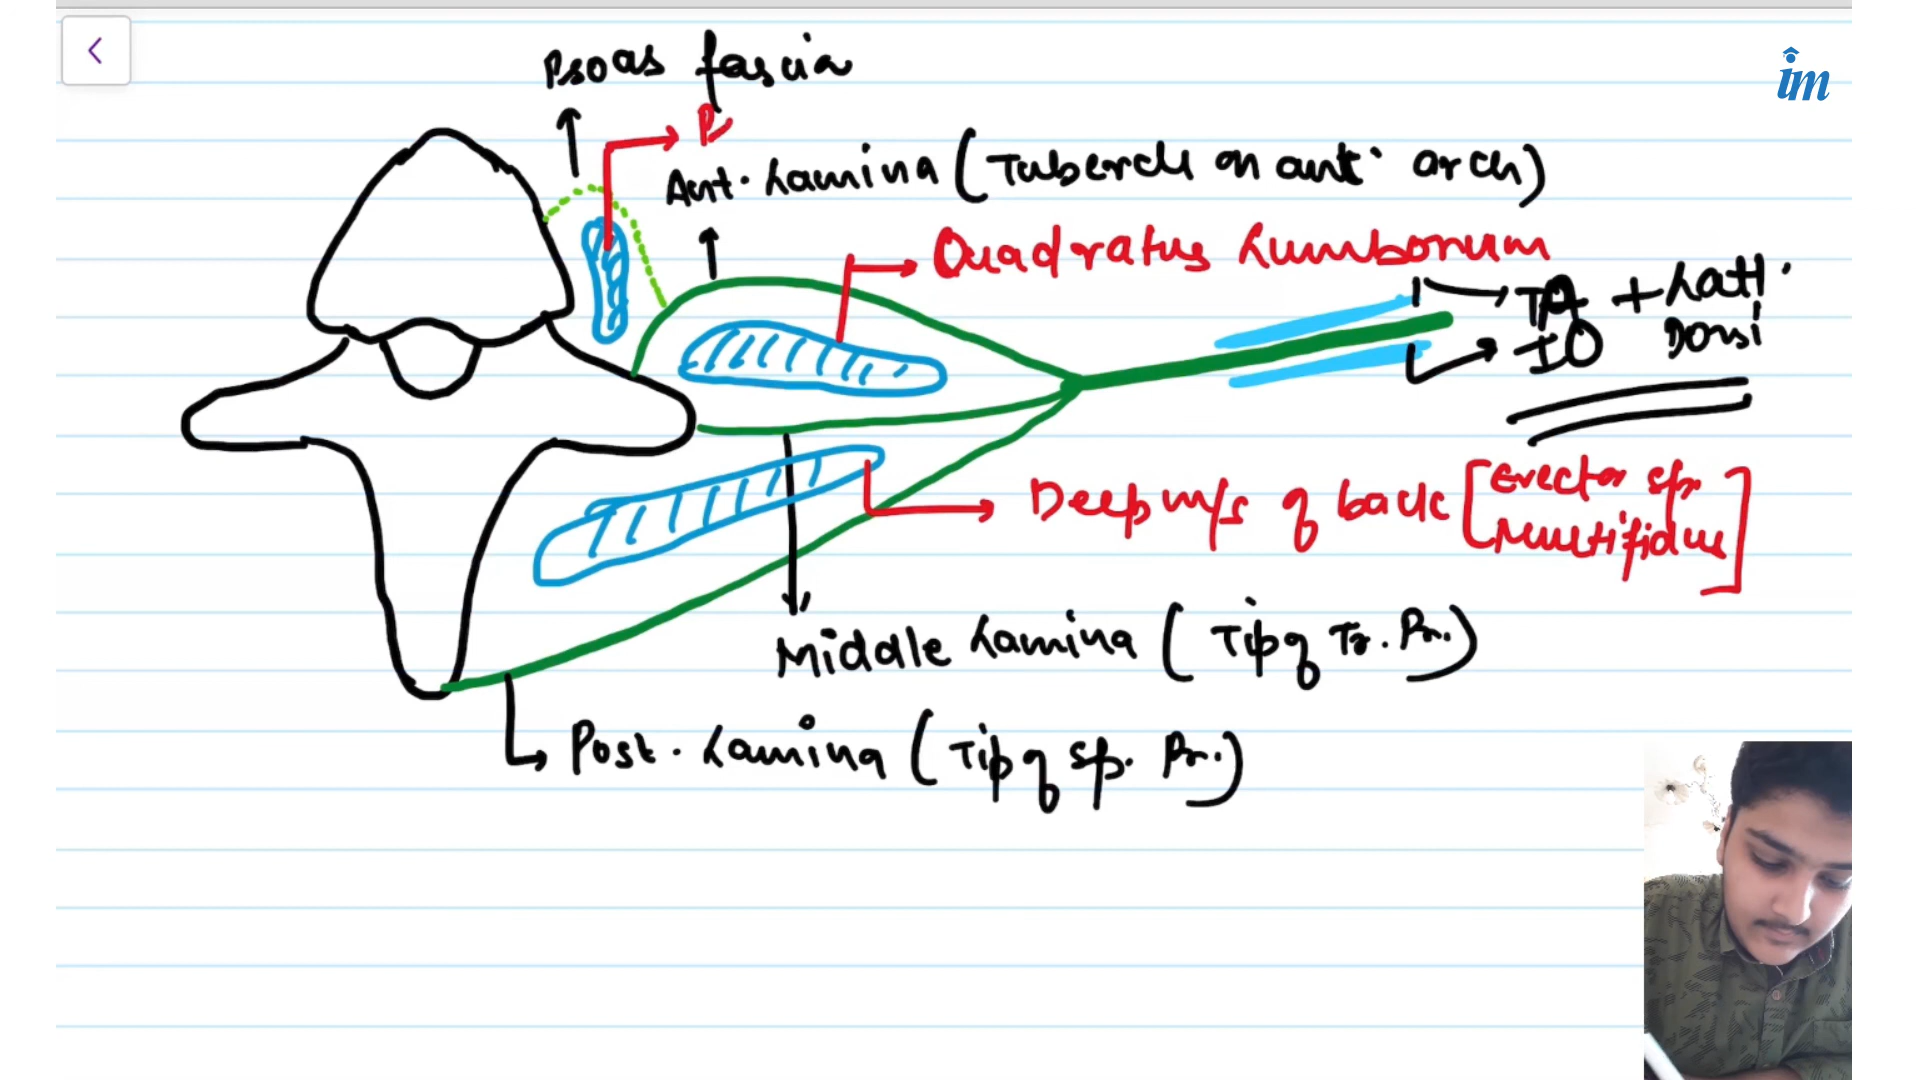 Psoas fascia
P
Ant. Lamina (Tubercle on ant. arch)
Quadratus Lumborum
TA + Latt.
IO Dorsi
Deep m/s of back [Erector sp.
Multifidus]
Middle Lamina (Tip of Tr. Pr.)
Post. Lamina (Tip of Sp. Pr.)
im